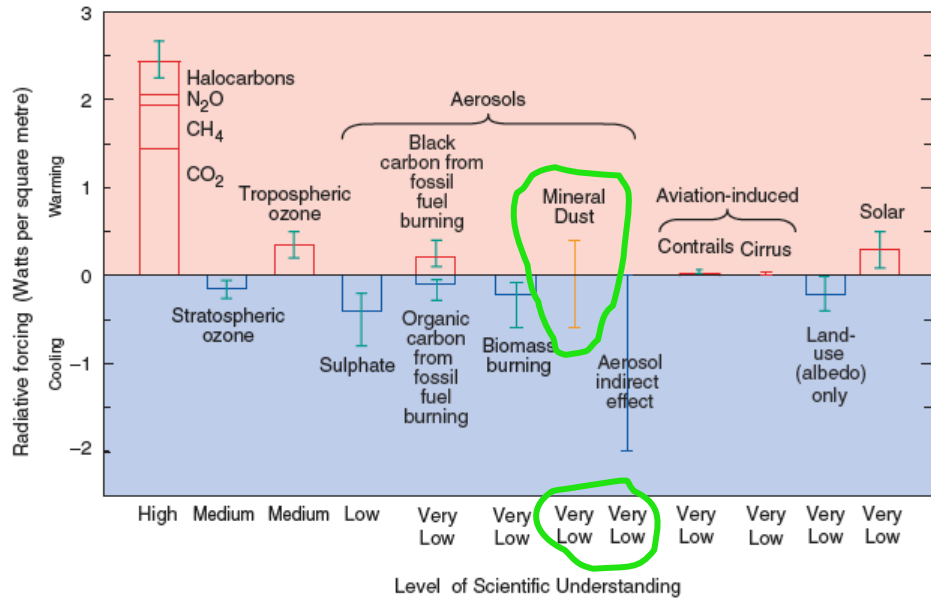 Radiative forcing (Watts per square metre)
Warming
Cooling
3
2
1
0
−1
−2
Halocarbons
N₂O
CH₄
CO₂
Stratospheric
ozone
Tropospheric
ozone
Aerosols
Sulphate
Black
carbon from
fossil
fuel
burning
Organic
carbon
from
fossil
fuel
burning
Biomass
burning
Mineral
Dust
Aerosol
indirect
effect
Aviation-induced
Contrails Cirrus
Land-
use
(albedo)
only
Solar
High Medium Medium Low Very Very Very Very Very Very Very Very
Low Low Low Low Low Low Low Low
Level of Scientific Understanding